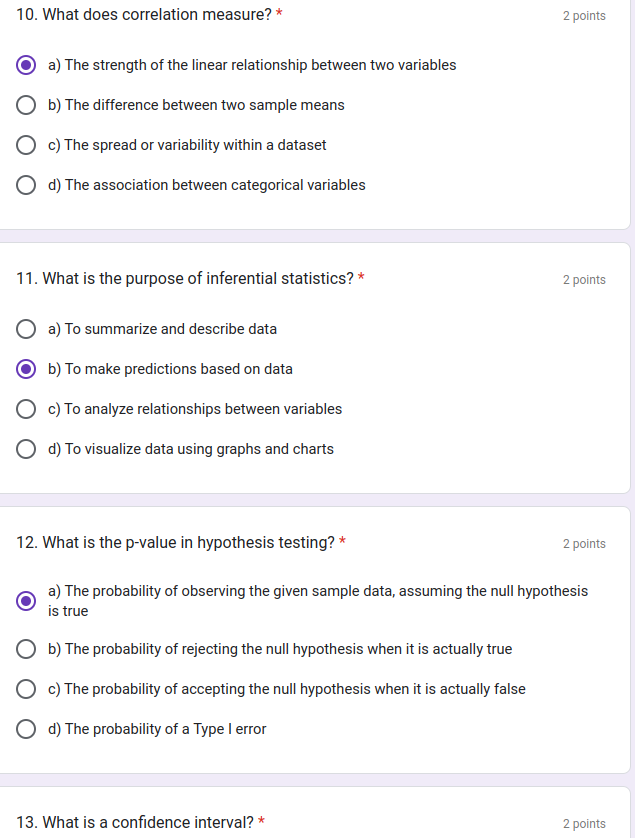 10. What does correlation measure? *
2 points
a) The strength of the linear relationship between two variables
b) The difference between two sample means
c) The spread or variability within a dataset
d) The association between categorical variables
11. What is the purpose of inferential statistics? *
2 points
a) To summarize and describe data
b) To make predictions based on data
c) To analyze relationships between variables
d) To visualize data using graphs and charts
12. What is the p-value in hypothesis testing? *
2 points
a) The probability of observing the given sample data, assuming the null hypothesis
is true
b) The probability of rejecting the null hypothesis when it is actually true
c) The probability of accepting the null hypothesis when it is actually false
d) The probability of a Type I error
13. What is a confidence interval? *
2 points